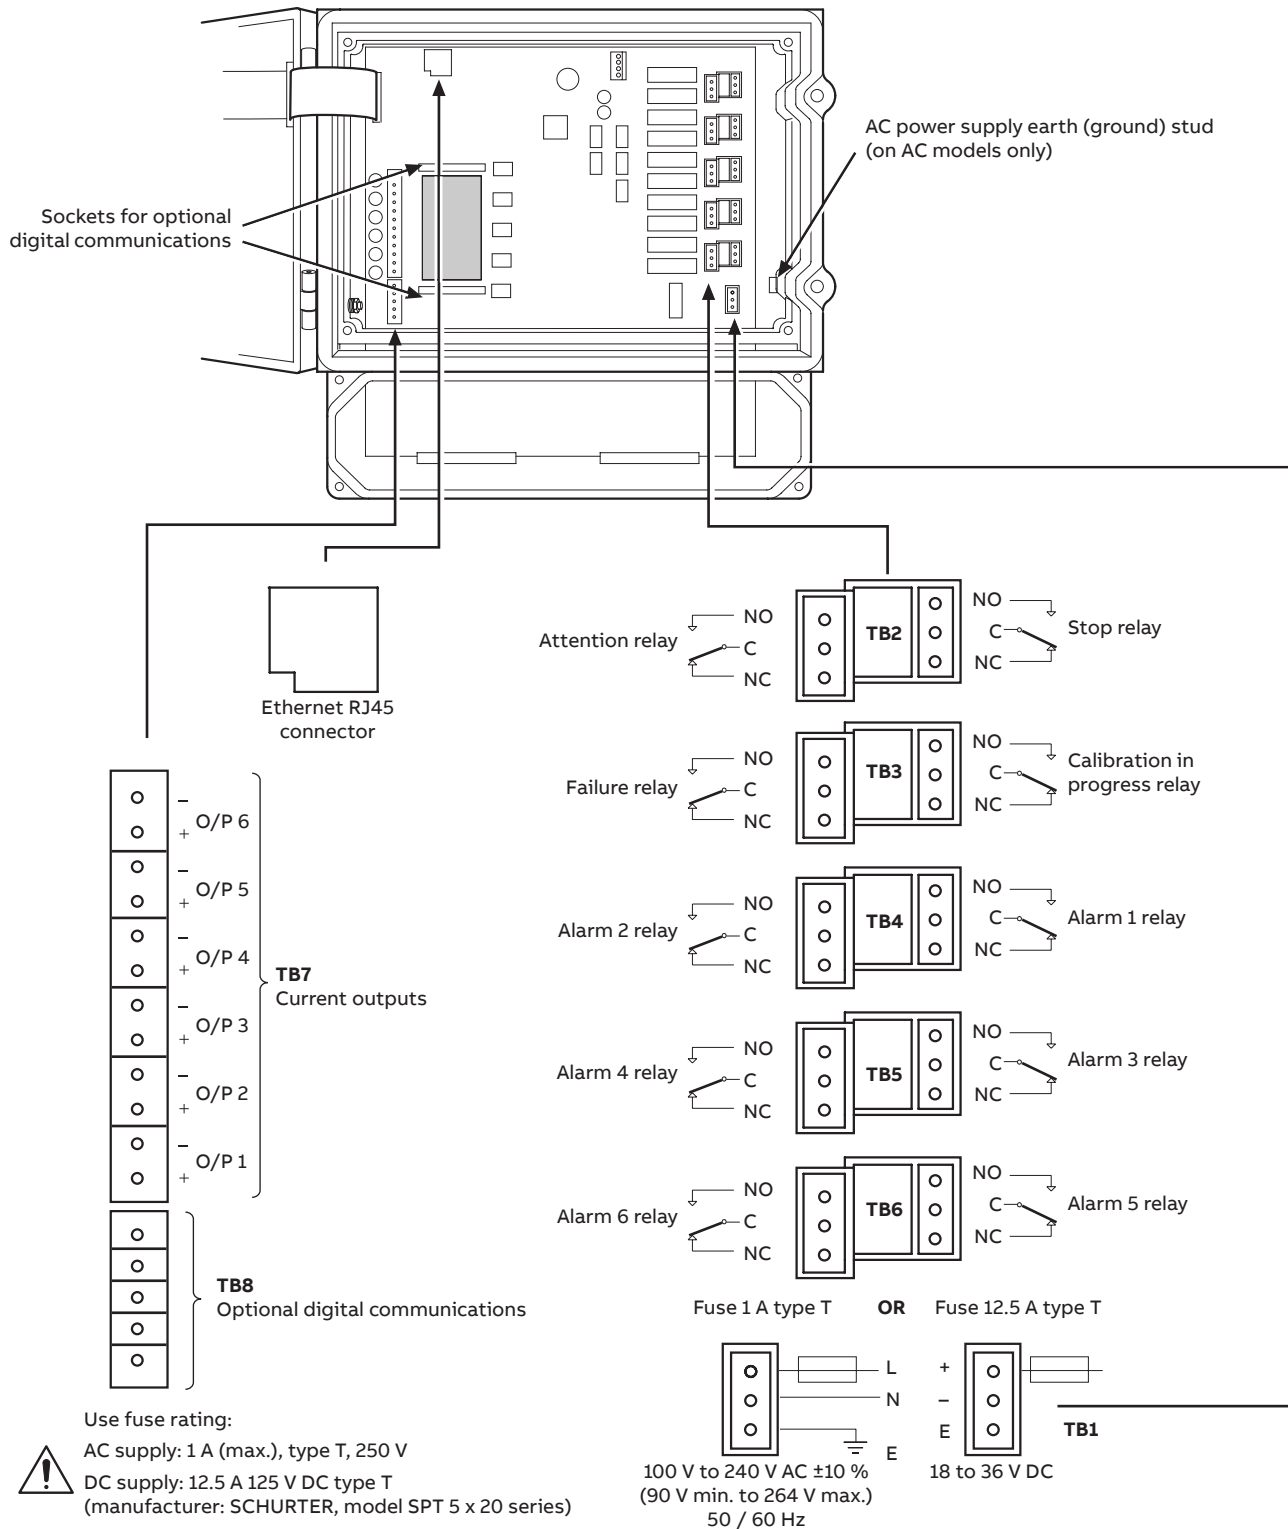 AC power supply earth (ground) stud
(on AC models only)
Sockets for optional
digital communications
Ethernet RJ45
connector
– O/P 6 +
– O/P 5 +
– O/P 4 +
– O/P 3 +
– O/P 2 +
– O/P 1 +
TB7
Current outputs
TB8
Optional digital communications
Attention relay
NO
C
NC
TB2
NO
C
NC
Stop relay
Failure relay
NO
C
NC
TB3
NO
C
NC
Calibration in
progress relay
Alarm 2 relay
NO
C
NC
TB4
NO
C
NC
Alarm 1 relay
Alarm 4 relay
NO
C
NC
TB5
NO
C
NC
Alarm 3 relay
Alarm 6 relay
NO
C
NC
TB6
NO
C
NC
Alarm 5 relay
Fuse 1 A type T OR Fuse 12.5 A type T
L
N
E
+
–
E
TB1
100 V to 240 V AC ±10 %
(90 V min. to 264 V max.)
50 / 60 Hz
18 to 36 V DC
Use fuse rating:
AC supply: 1 A (max.), type T, 250 V
DC supply: 12.5 A 125 V DC type T
(manufacturer: SCHURTER, model SPT 5 x 20 series)